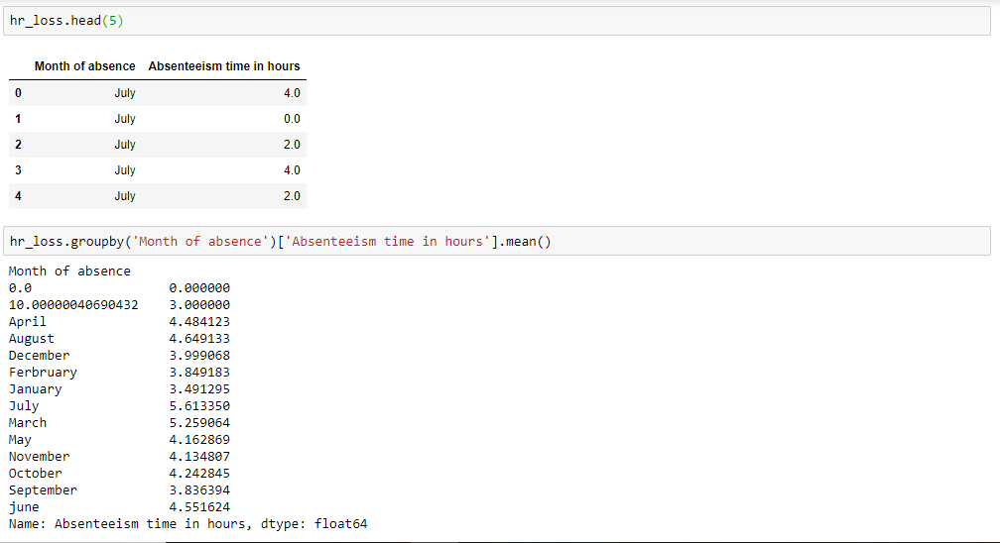 hr_loss.head(5)
Month of absence Absenteeism time in hours
0 July 4.0
1 July 0.0
2 July 2.0
3 July 4.0
4 July 2.0
hr_loss.groupby('Month of absence')['Absenteeism time in hours'].mean()
Month of absence
0.0 0.000000
10.00000040690432 3.000000
April 4.484123
August 4.649133
December 3.999068
Ferbruary 3.849183
January 3.491295
July 5.613350
March 5.259064
May 4.162869
November 4.134807
October 4.242845
September 3.836394
june 4.551624
Name: Absenteeism time in hours, dtype: float64